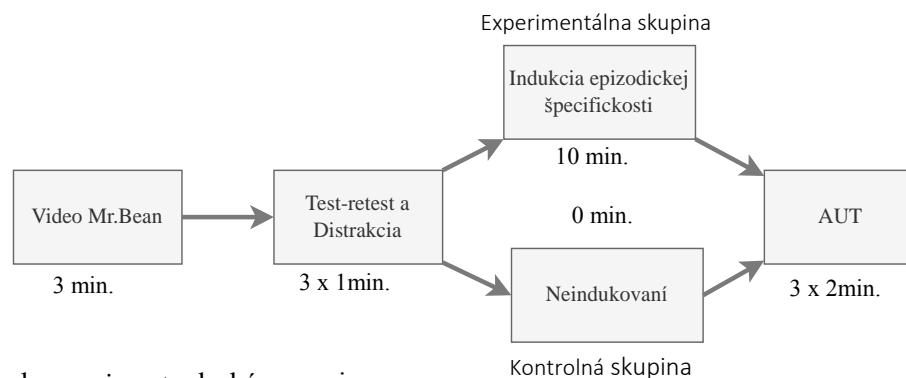 Experimentálna skupina
Indukcia epizodickej
špecifickosti
10 min.
Video Mr.Bean
3 min.
Test-retest a
Distrakcia
3 x 1min.
0 min.
AUT
3 x 2min.
Neindukovaní
Kontrolná skupina